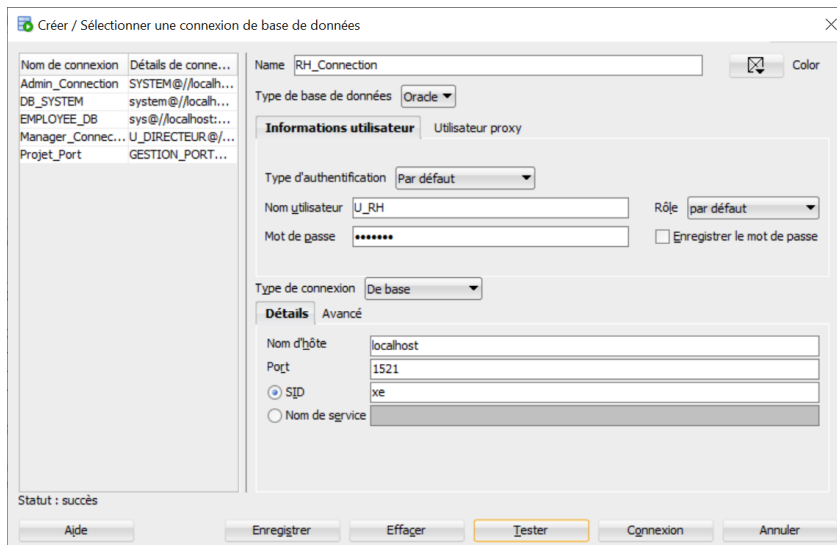 Créer / Sélectionner une connexion de base de données
Nom de connexion Détails de conne...
Admin_Connection SYSTEM@//localh...
DB_SYSTEM system@//localh...
EMPLOYEE_DB sys@//localhost:...
Manager_Connec... U_DIRECTEUR@/...
Projet_Port GESTION_PORT...
Name RH_Connection Color
Type de base de données Oracle
Informations utilisateur Utilisateur proxy
Type d'authentification Par défaut
Nom utilisateur U_RH Rôle par défaut
Mot de passe ••••••• Enregistrer le mot de passe
Type de connexion De base
Détails Avancé
Nom d'hôte localhost
Port 1521
SID xe
Nom de service
Statut : succès
Aide Enregistrer Effacer Tester Connexion Annuler